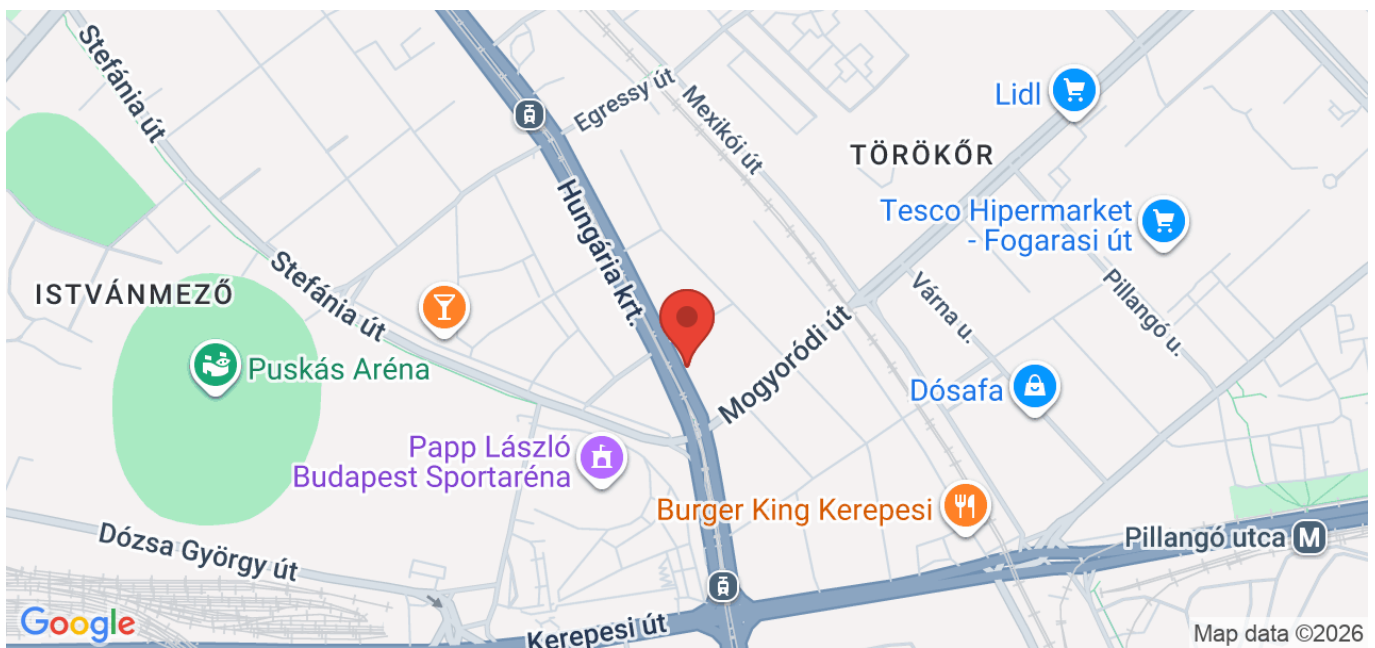 Stefánia út
Egressy út
Mexikói út
Lidl
TÖRÖKŐR
Hungária krt.
Tesco Hipermarket
- Fogarasi út
ISTVÁNMEZŐ
Stefánia út
Várna u.
Pillangó u.
Puskás Aréna
Mogyoródi út
Dósafa
Papp László
Budapest Sportaréna
Burger King Kerepesi
Dózsa György út
Pillangó utca M
Google
Kerepesi út
Map data ©2026